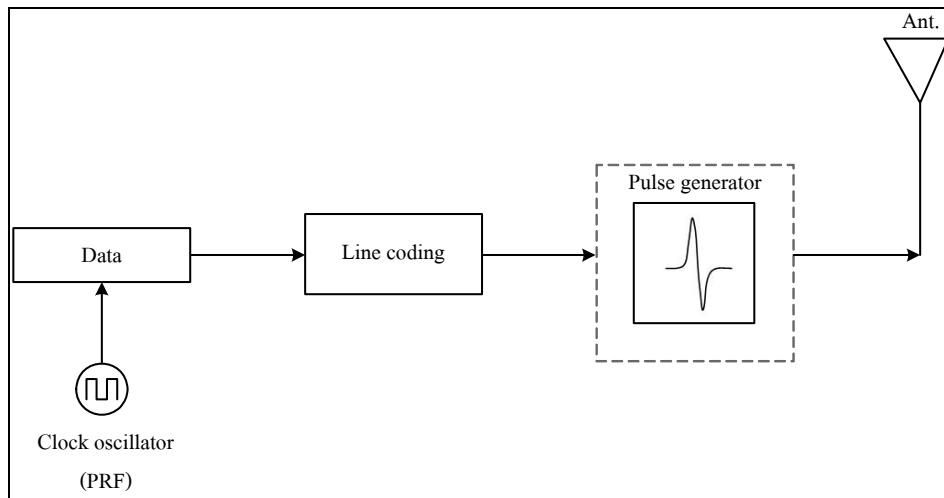 Ant.
Pulse generator
Data
Line coding
Clock oscillator
(PRF)